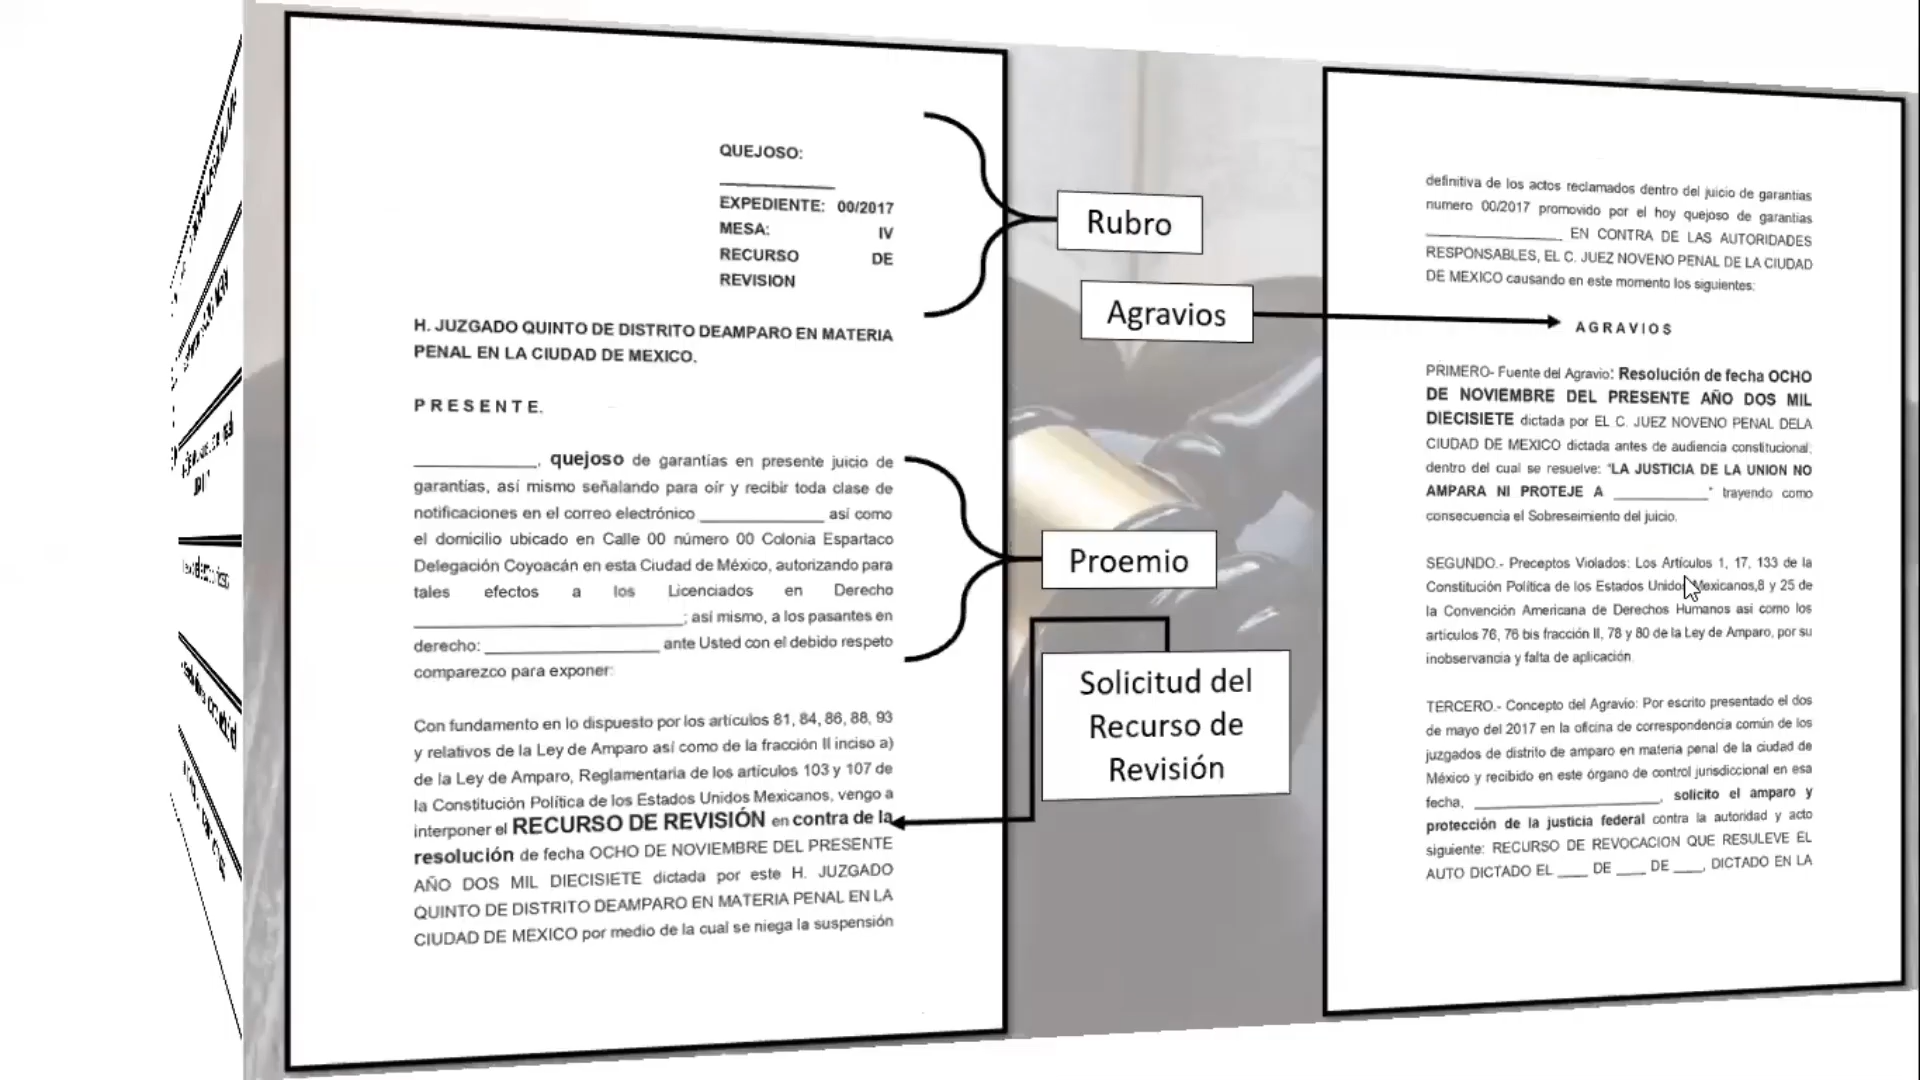 QUEJOSO:
____________
EXPEDIENTE: 00/2017
MESA: IV
RECURSO DE
REVISION
H. JUZGADO QUINTO DE DISTRITO DEAMPARO EN MATERIA
PENAL EN LA CIUDAD DE MEXICO.
P R E S E N T E.
____________, quejoso de garantías en presente juicio de
garantías, así mismo señalando para oír y recibir toda clase de
notificaciones en el correo electrónico ____________ así como
el domicilio ubicado en Calle 00 número 00 Colonia Espartaco
Delegación Coyoacán en esta Ciudad de México, autorizando para
tales efectos a los Licenciados en Derecho
____________________________; así mismo, a los pasantes en
derecho: __________________ ante Usted con el debido respeto
comparezco para exponer:
Con fundamento en lo dispuesto por los artículos 81, 84, 86, 88, 93
y relativos de la Ley de Amparo así como de la fracción II inciso a)
de la Ley de Amparo, Reglamentaria de los artículos 103 y 107 de
la Constitución Política de los Estados Unidos Mexicanos, vengo a
interponer el RECURSO DE REVISIÓN en contra de la
resolución de fecha OCHO DE NOVIEMBRE DEL PRESENTE
AÑO DOS MIL DIECISIETE dictada por este H. JUZGADO
QUINTO DE DISTRITO DEAMPARO EN MATERIA PENAL EN LA
CIUDAD DE MEXICO por medio de la cual se niega la suspensión
Rubro
Agravios
Proemio
Solicitud del
Recurso de
Revisión
definitiva de los actos reclamados dentro del juicio de garantías
numero 00/2017 promovido por el hoy quejoso de garantías
________________ EN CONTRA DE LAS AUTORIDADES
RESPONSABLES, EL C. JUEZ NOVENO PENAL DE LA CIUDAD
DE MEXICO causando en este momento los siguientes:
A G R A V I O S
PRIMERO- Fuente del Agravio: Resolución de fecha OCHO
DE NOVIEMBRE DEL PRESENTE AÑO DOS MIL
DIECISIETE dictada por EL C. JUEZ NOVENO PENAL DELA
CIUDAD DE MEXICO dictada antes de audiencia constitucional,
dentro del cual se resuelve: "LA JUSTICIA DE LA UNION NO
AMPARA NI PROTEJE A ____________" trayendo como
consecuencia el Sobreseimiento del juicio.
SEGUNDO.- Preceptos Violados: Los Artículos 1, 17, 133 de la
Constitución Política de los Estados Unidos Mexicanos,8 y 25 de
la Convención Americana de Derechos Humanos así como los
artículos 76, 76 bis fracción II, 78 y 80 de la Ley de Amparo, por su
inobservancia y falta de aplicación.
TERCERO.- Concepto del Agravio: Por escrito presentado el dos
de mayo del 2017 en la oficina de correspondencia común de los
juzgados de distrito de amparo en materia penal de la ciudad de
México y recibido en este órgano de control jurisdiccional en esa
fecha, ______________________, solicito el amparo y
protección de la justicia federal contra la autoridad y acto
siguiente: RECURSO DE REVOCACION QUE RESULEVE EL
AUTO DICTADO EL ____ DE ____ DE ____, DICTADO EN LA